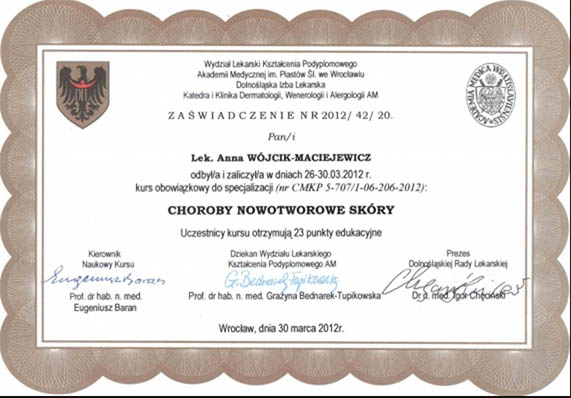 Wydział Lekarski Kształcenia Podyplomowego
Akademii Medycznej im. Piastów Śl. we Wrocławiu
Dolnośląska Izba Lekarska
Katedra i Klinika Dermatologii, Wenerologii i Alergologii AM
ACADEMIA MEDICA WRATISLAVIENSIS
ZAŚWIADCZENIE NR 2012/ 42/ 20.
Pan/i
Lek. Anna WÓJCIK-MACIEJEWICZ
odbył/a i zaliczył/a w dniach 26-30.03.2012 r.
kurs obowiązkowy do specjalizacji (nr CMKP 5-707/1-06-206-2012):
CHOROBY NOWOTWOROWE SKÓRY
Uczestnicy kursu otrzymują 23 punkty edukacyjne
Kierownik
Naukowy Kursu
Eugeniusz Baran
Prof. dr hab. n. med.
Eugeniusz Baran
Dziekan Wydziału Lekarskiego
Kształcenia Podyplomowego AM
G. Bednarek-Tupikowska
Prof. dr hab. n. med. Grażyna Bednarek-Tupikowska
Prezes
Dolnośląskiej Rady Lekarskiej
Dr n. med. Igor Chęciński
Wrocław, dnia 30 marca 2012r.